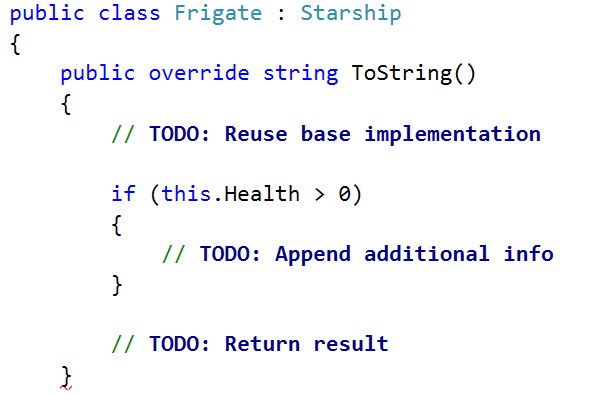 public class Frigate : Starship
{
    public override string ToString()
    {
        // TODO: Reuse base implementation

        if (this.Health > 0)
        {
            // TODO: Append additional info
        }

        // TODO: Return result
    }